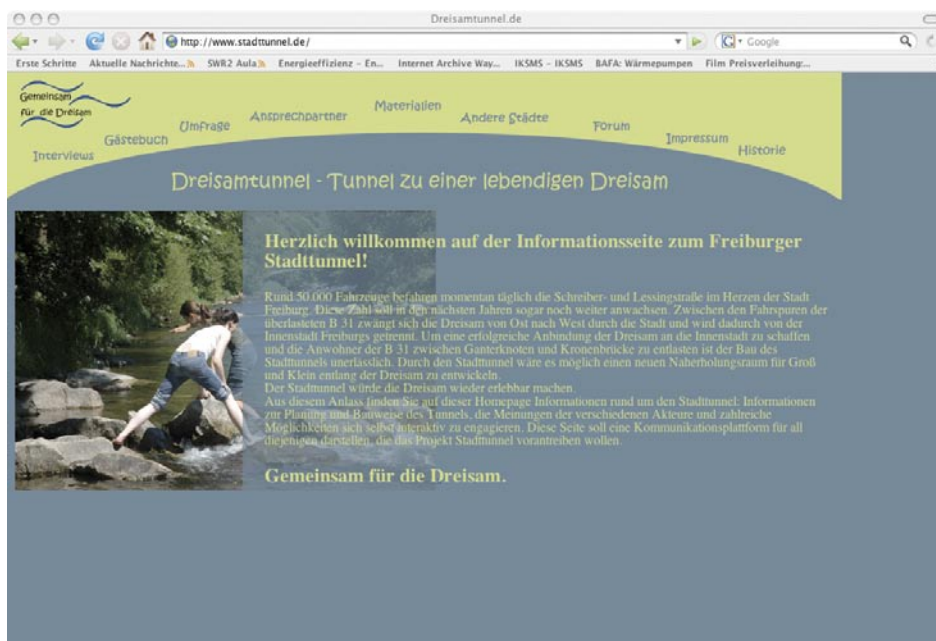 Dreisamtunnel.de
http://www.stadttunnel.de/
Google
Erste Schritte Aktuelle Nachrichte... SWR2 Aula Energieeffizienz – En... Internet Archive Way... IKSMS – IKSMS BAFA: Wärmepumpen Film Preisverleihung:...
Gemeinsam
für die Dreisam
Interviews Gästebuch Umfrage Ansprechpartner Materialien Andere Städte Forum Impressum Historie
Dreisamtunnel - Tunnel zu einer lebendigen Dreisam
Herzlich willkommen auf der Informationsseite zum Freiburger
Stadttunnel!
Rund 50.000 Fahrzeuge befahren momentan täglich die Schreiber- und Lessingstraße im Herzen der Stadt
Freiburg. Diese Zahl soll in den nächsten Jahren sogar noch weiter anwachsen. Zwischen den Fahrspuren der
überlasteten B 31 zwängt sich die Dreisam von Ost nach West durch die Stadt und wird dadurch von der
Innenstadt Freiburgs getrennt. Um eine erfolgreiche Anbindung der Dreisam an die Innenstadt zu schaffen
und die Anwohner der B 31 zwischen Ganterknoten und Kronenbrücke zu entlasten ist der Bau des
Stadttunnels unerlässlich. Durch den Stadttunnel wäre es möglich einen neuen Naherholungsraum für Groß
und Klein entlang der Dreisam zu entwickeln.
Der Stadttunnel würde die Dreisam wieder erlebbar machen.
Aus diesem Anlass finden Sie auf dieser Homepage Informationen rund um den Stadttunnel: Informationen
zur Planung und Bauweise des Tunnels, die Meinungen der verschiedenen Akteure und zahlreiche
Möglichkeiten sich selbst interaktiv zu engagieren. Diese Seite soll eine Kommunikationsplattform für all
diejenigen darstellen, die das Projekt Stadttunnel vorantreiben wollen.
Gemeinsam für die Dreisam.